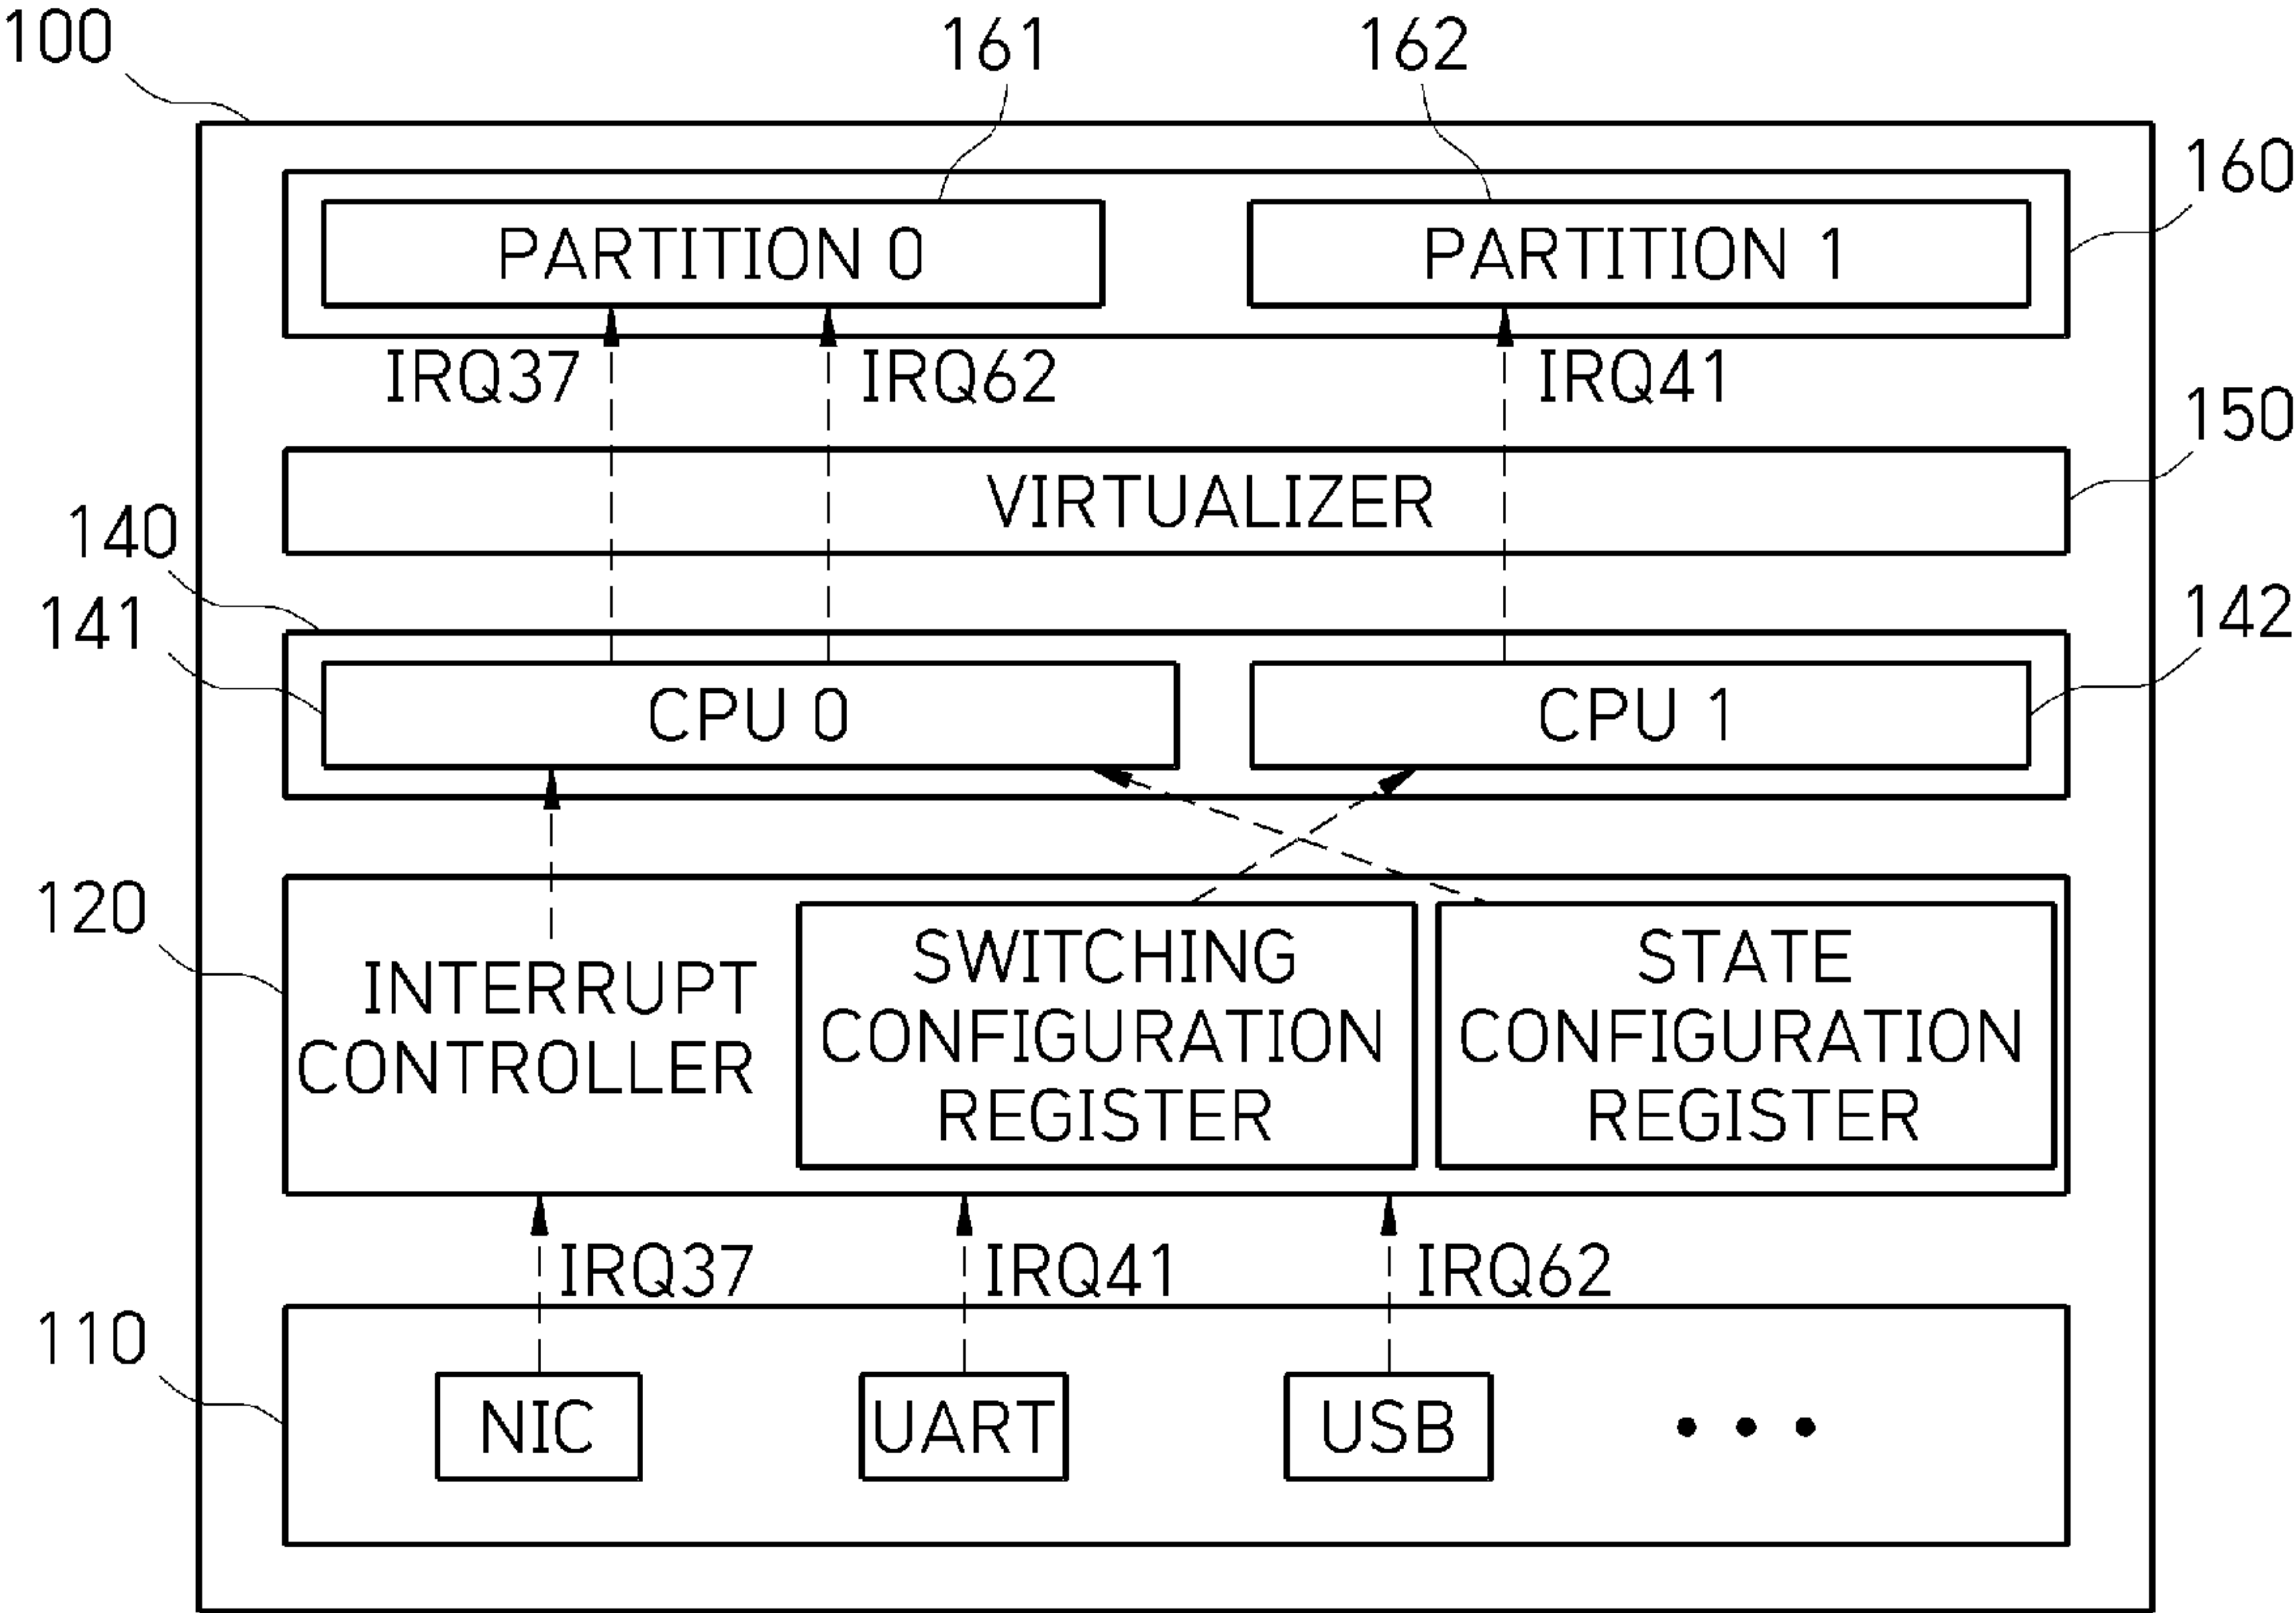 100
161
162
160
PARTITION 0
PARTITION 1
IRQ37
IRQ62
IRQ41
150
VIRTUALIZER
140
141
142
CPU 0
CPU 1
120
INTERRUPT
CONTROLLER
SWITCHING
CONFIGURATION
REGISTER
STATE
CONFIGURATION
REGISTER
IRQ37
IRQ41
IRQ62
110
NIC
UART
USB
• • •